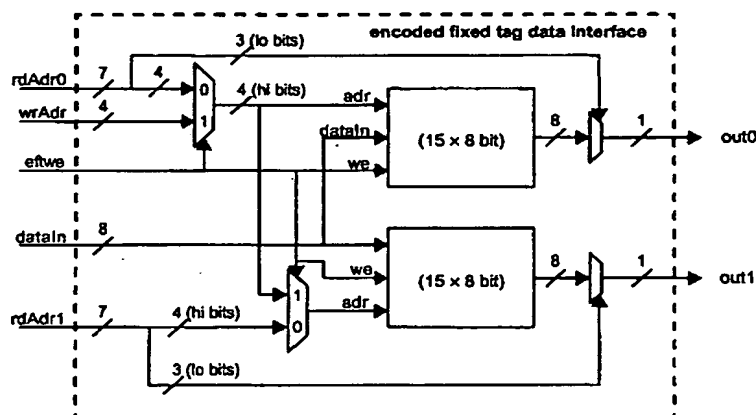 encoded fixed tag data interface
3 (lo bits)
rdAdr0
7
4
0
4 (hi bits)
adr
wrAdr
4
1
dataIn
(15 × 8 bit)
8
1
out0
eftwe
we
dataIn
8
we
(15 × 8 bit)
8
1
out1
1
adr
rdAdr1
7
4 (hi bits)
0
3 (lo bits)